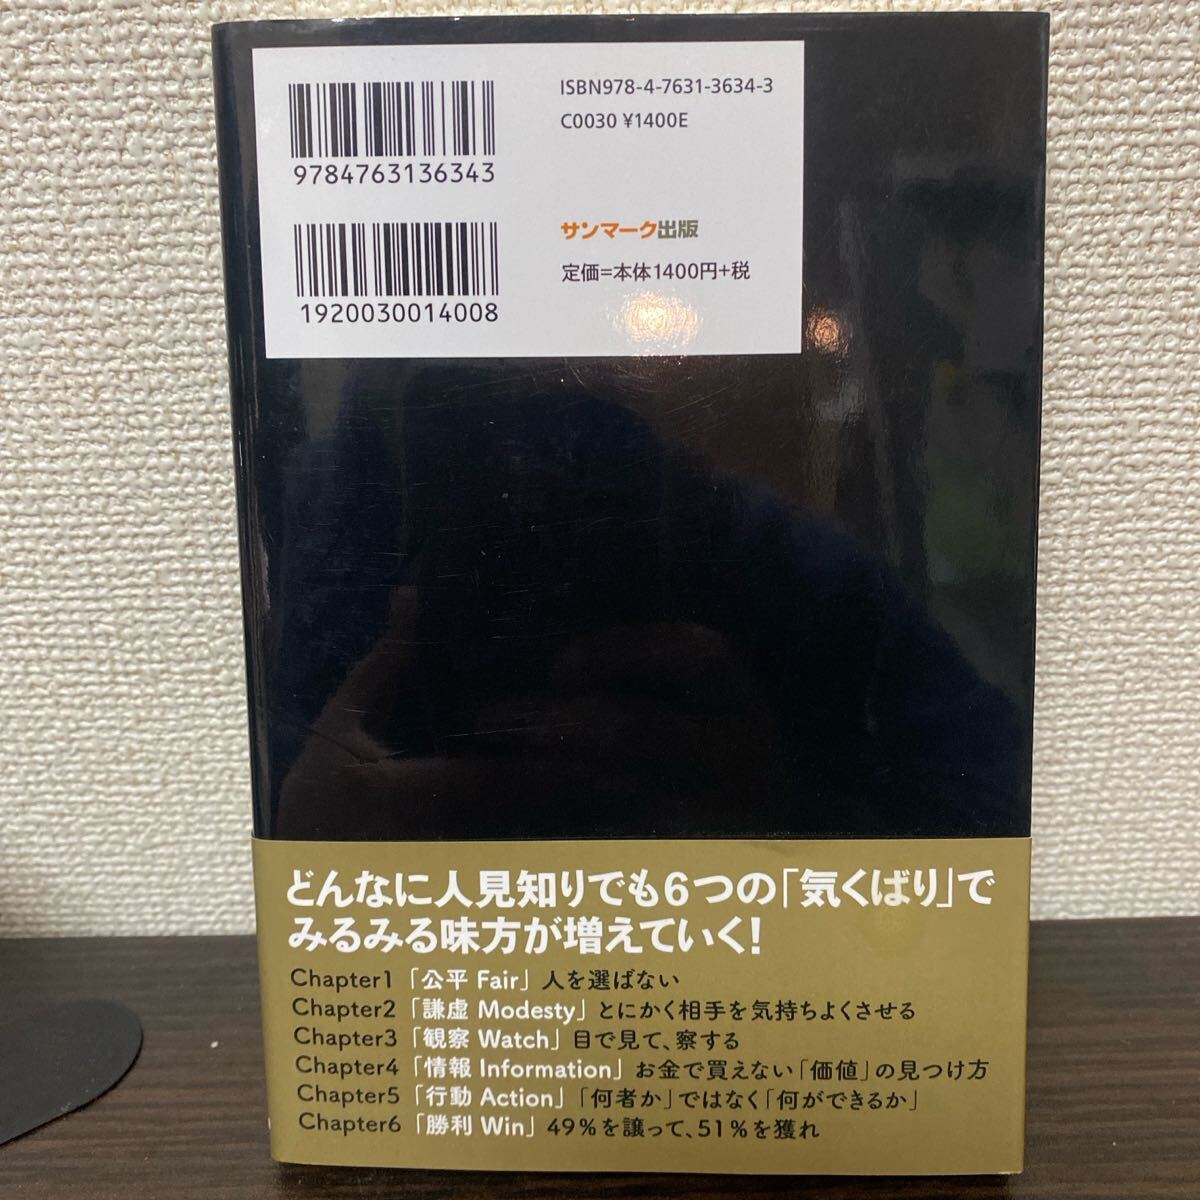 ISBN978-4-7631-3634-3
C0030 ¥1400E
9784763136343
サンマーク出版
定価=本体1400円+税
1920030014008
どんなに人見知りでも6つの「気くばり」で
みるみる味方が増えていく!
Chapter1「公平 Fair」人を選ばない
Chapter2「謙虚 Modesty」とにかく相手を気持ちよくさせる
Chapter3「観察 Watch」目で見て、察する
Chapter4「情報 Information」お金で買えない「価値」の見つけ方
Chapter5「行動 Action」「何者か」ではなく「何ができるか」
Chapter6「勝利 Win」49%を譲って、51%を獲れ